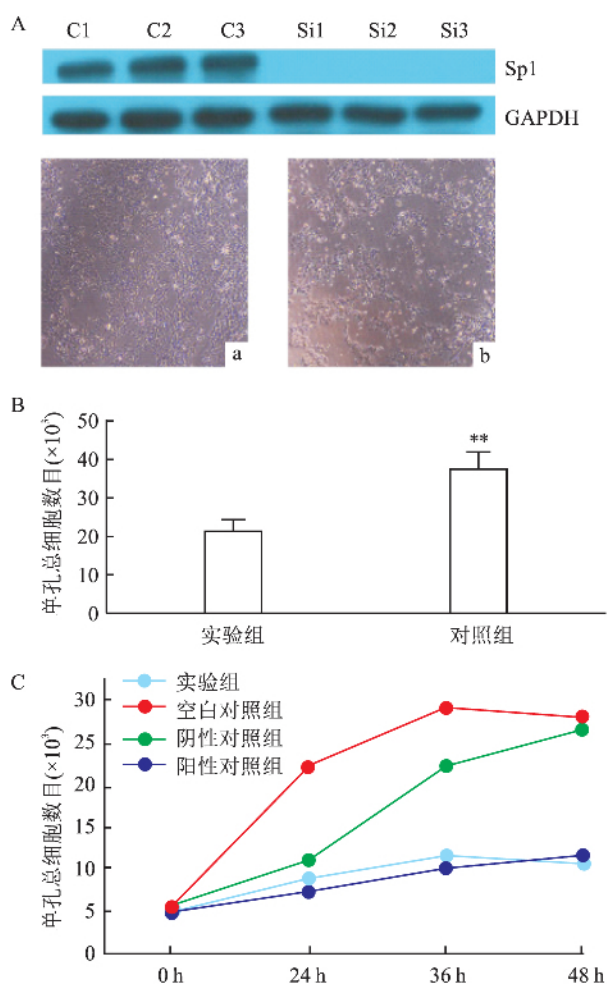 A
C1 C2 C3 Si1 Si2 Si3
Sp1
GAPDH
a b
B
单孔总细胞数目(×10³)
50
40
30
20
10
0
**
实验组 对照组
C
单孔总细胞数目(×10³)
30
25
20
15
10
5
0
实验组
空白对照组
阴性对照组
阳性对照组
0 h 24 h 36 h 48 h